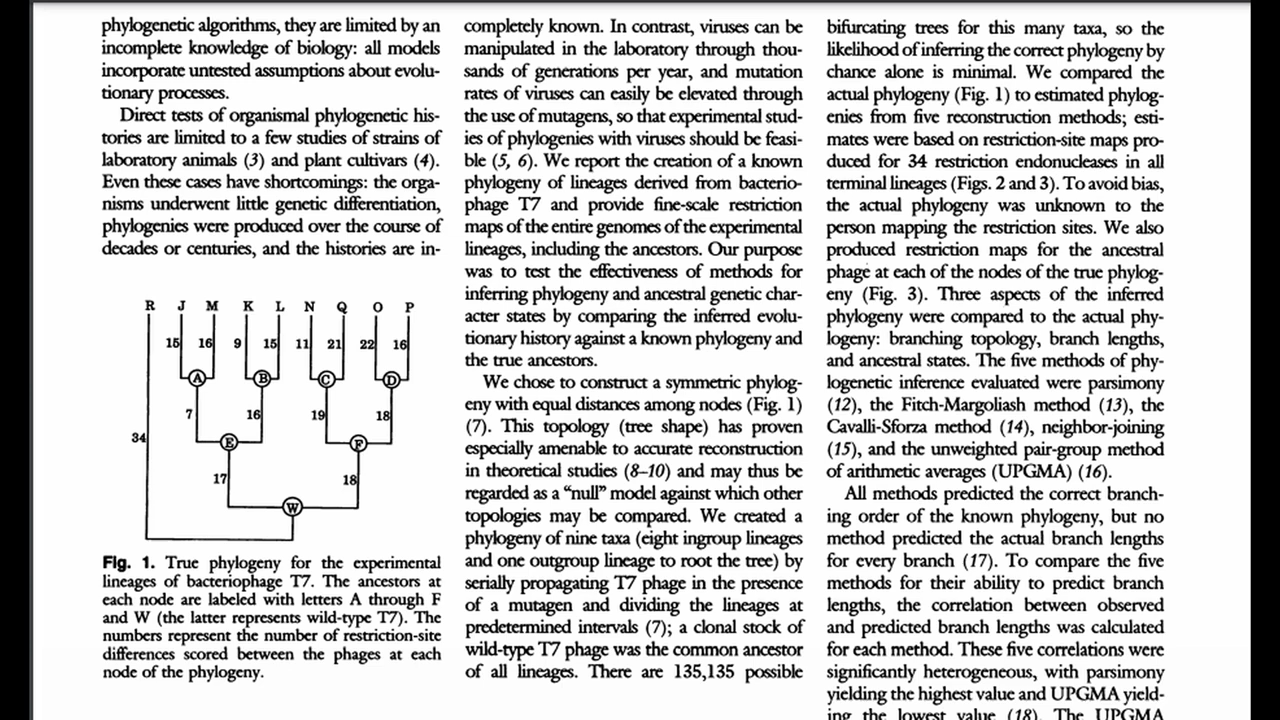 phylogenetic algorithms, they are limited by an
incomplete knowledge of biology: all models
incorporate untested assumptions about evolu-
tionary processes.
Direct tests of organismal phylogenetic his-
tories are limited to a few studies of strains of
laboratory animals (3) and plant cultivars (4).
Even these cases have shortcomings: the orga-
nisms underwent little genetic differentiation,
phylogenies were produced over the course of
decades or centuries, and the histories are in-
R J M K L N Q O P
15 16 9 15 11 21 22 16
A B C D
7 16 19 18
34
E F
17 18
W
Fig. 1. True phylogeny for the experimental
lineages of bacteriophage T7. The ancestors at
each node are labeled with letters A through F
and W (the latter represents wild-type T7). The
numbers represent the number of restriction-site
differences scored between the phages at each
node of the phylogeny.
completely known. In contrast, viruses can be
manipulated in the laboratory through thou-
sands of generations per year, and mutation
rates of viruses can easily be elevated through
the use of mutagens, so that experimental stud-
ies of phylogenies with viruses should be feasi-
ble (5, 6). We report the creation of a known
phylogeny of lineages derived from bacterio-
phage T7 and provide fine-scale restriction
maps of the entire genomes of the experimental
lineages, including the ancestors. Our purpose
was to test the effectiveness of methods for
inferring phylogeny and ancestral genetic char-
acter states by comparing the inferred evolu-
tionary history against a known phylogeny and
the true ancestors.
We chose to construct a symmetric phylog-
eny with equal distances among nodes (Fig. 1)
(7). This topology (tree shape) has proven
especially amenable to accurate reconstruction
in theoretical studies (8–10) and may thus be
regarded as a “null” model against which other
topologies may be compared. We created a
phylogeny of nine taxa (eight ingroup lineages
and one outgroup lineage to root the tree) by
serially propagating T7 phage in the presence
of a mutagen and dividing the lineages at
predetermined intervals (7); a clonal stock of
wild-type T7 phage was the common ancestor
of all lineages. There are 135,135 possible
bifurcating trees for this many taxa, so the
likelihood of inferring the correct phylogeny by
chance alone is minimal. We compared the
actual phylogeny (Fig. 1) to estimated phylog-
enies from five reconstruction methods; esti-
mates were based on restriction-site maps pro-
duced for 34 restriction endonucleases in all
terminal lineages (Figs. 2 and 3). To avoid bias,
the actual phylogeny was unknown to the
person mapping the restriction sites. We also
produced restriction maps for the ancestral
phage at each of the nodes of the true phylog-
eny (Fig. 3). Three aspects of the inferred
phylogeny were compared to the actual phy-
logeny: branching topology, branch lengths,
and ancestral states. The five methods of phy-
logenetic inference evaluated were parsimony
(12), the Fitch-Margoliash method (13), the
Cavalli-Sforza method (14), neighbor-joining
(15), and the unweighted pair-group method
of arithmetic averages (UPGMA) (16).
All methods predicted the correct branch-
ing order of the known phylogeny, but no
method predicted the actual branch lengths
for every branch (17). To compare the five
methods for their ability to predict branch
lengths, the correlation between observed
and predicted branch lengths was calculated
for each method. These five correlations were
significantly heterogeneous, with parsimony
yielding the highest value and UPGMA yield-
ing the lowest value (18). The UPGMA